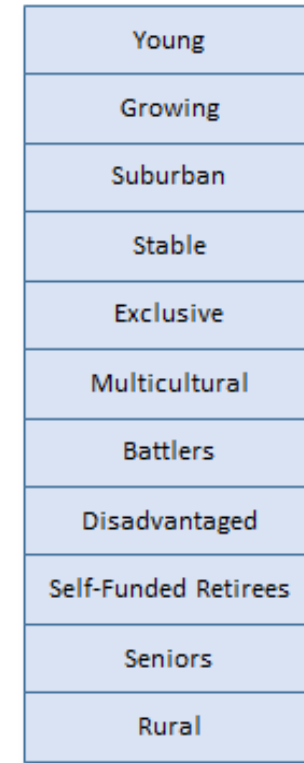 Young
Growing
Suburban
Stable
Exclusive
Multicultural
Battlers
Disadvantaged
Self-Funded Retirees
Seniors
Rural